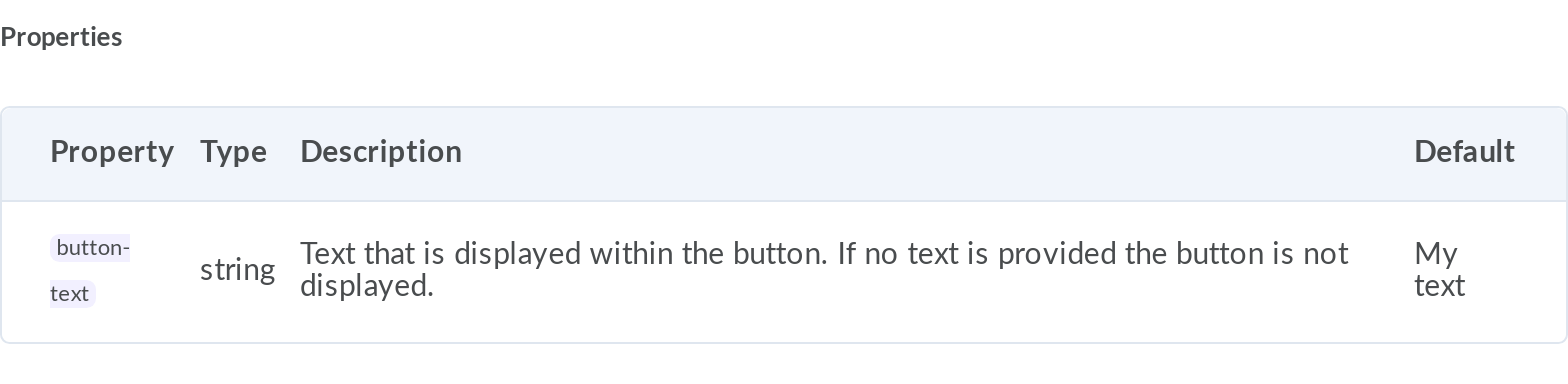 Properties
Property Type Description Default
button-text string Text that is displayed within the button. If no text is provided the button is not displayed. My text